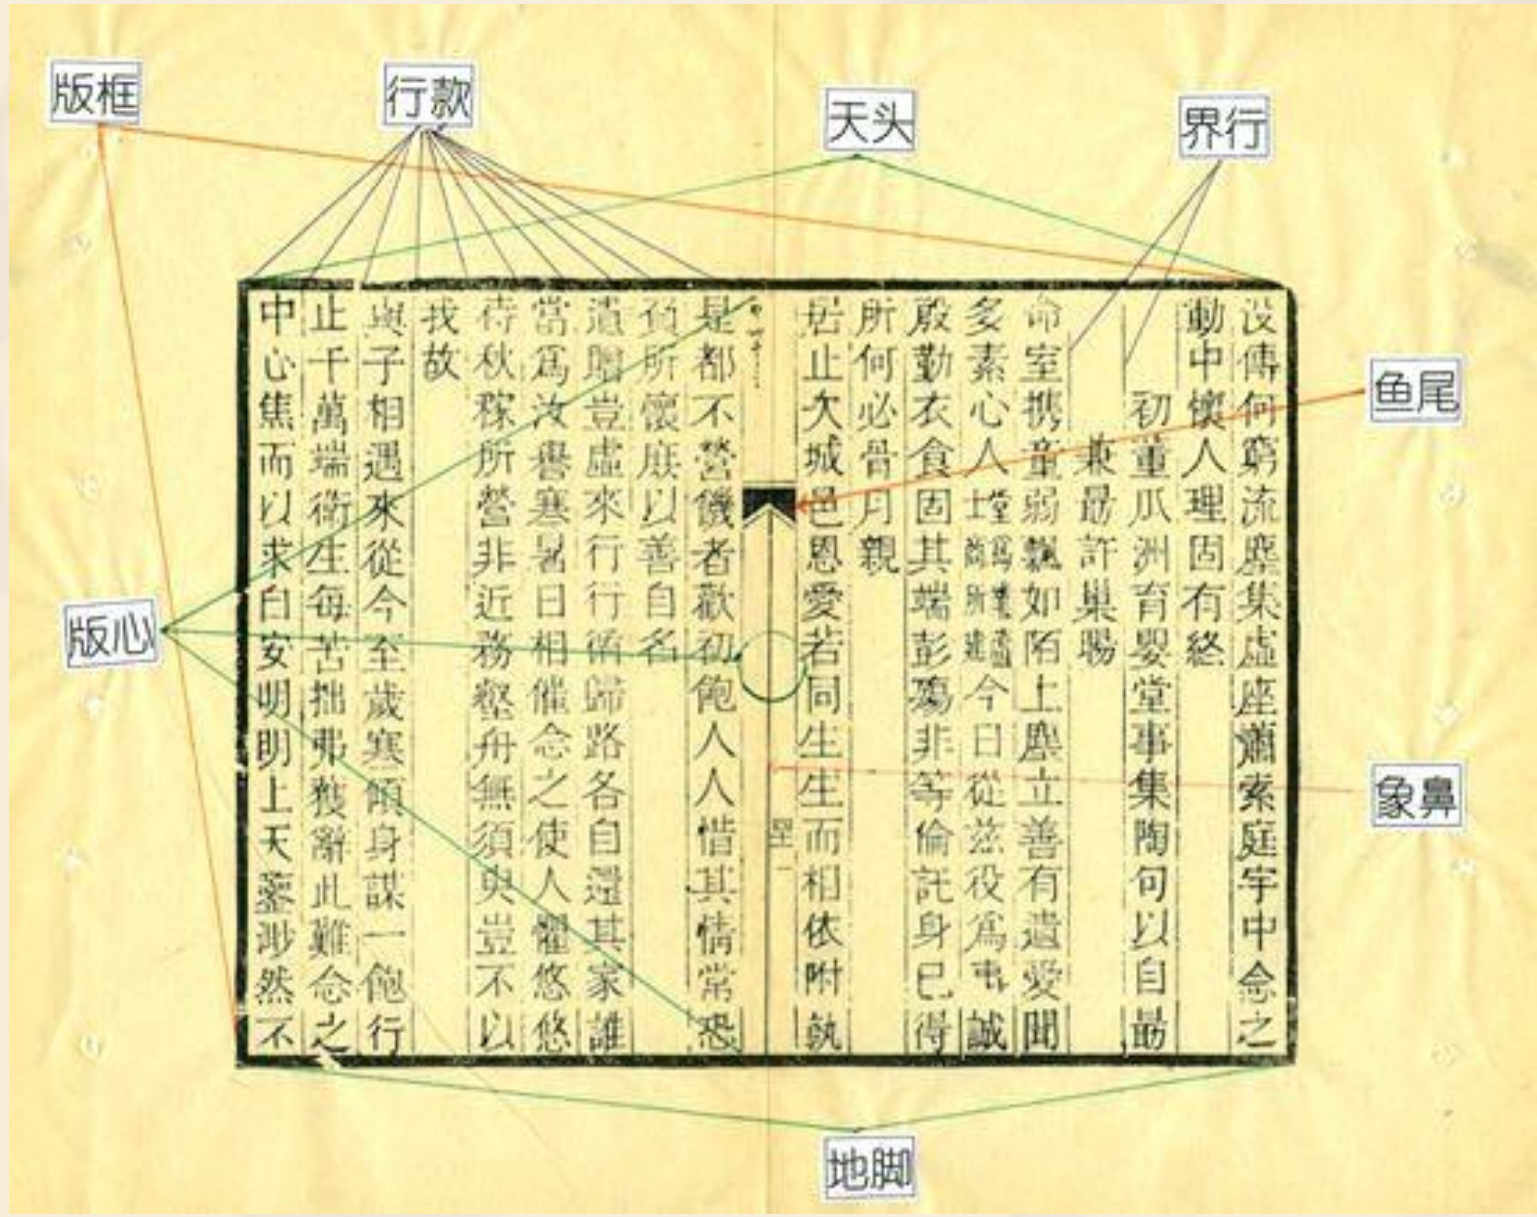 版框
行款
天头
界行
鱼尾
象鼻
版心
地脚
没傳何窮流塵集虛座蕭索庭宇中念之
動中懷人理固有終
初 爪洲育嬰堂事集陶句以自勗
兼勗許巢
命室携童弱飄如陌上塵立善有遺愛聞
多素心人 今日從兹役爲 誠
殷勤衣食固其端彭殤非等倫託身已得
所何必骨月親
居止欠城邑恩愛若同生生而相依附執
是都不營饑者歡初飽人人惜其情常恐
負所懷庶以善自名
遺贈豈虛來行行循歸路各自還其家誰
當爲汝譽寒暑日相催念之使人懼悠悠
待秋稼所營非近務壑舟無須臾豈不以
我故
與子相遇來從今至歲寒傾身謀一飽行
止千萬端衛生每苦拙弗獲辭此難念之
中心焦而以求白安明明上天鑒渺然不